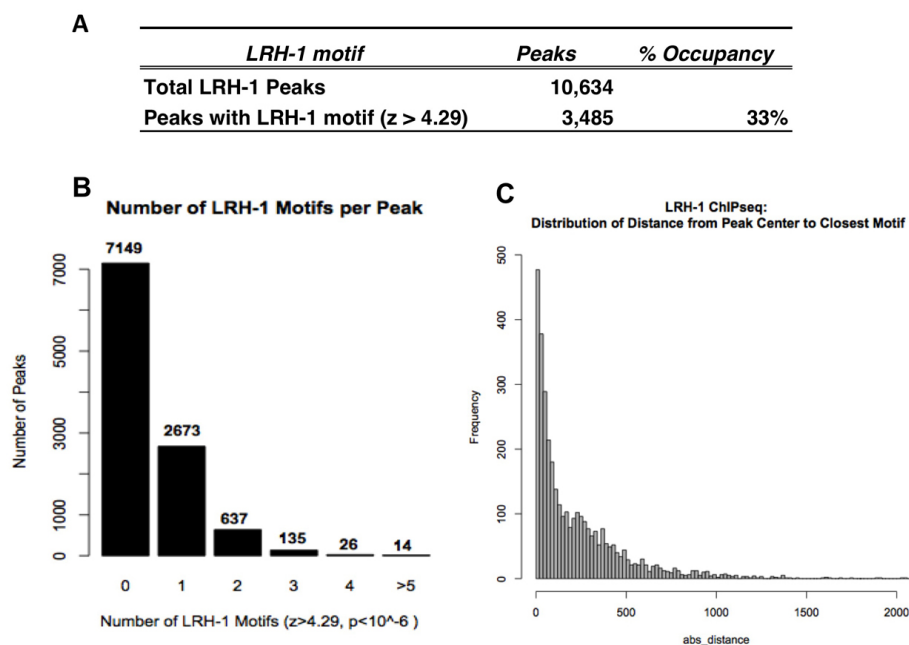 A
LRH-1 motif Peaks % Occupancy
Total LRH-1 Peaks 10,634
Peaks with LRH-1 motif (z > 4.29) 3,485 33%
B
Number of LRH-1 Motifs per Peak
7149
2673
637
135
26
14
7000
5000
3000
1000
0
Number of Peaks
0 1 2 3 4 >5
Number of LRH-1 Motifs (z>4.29, p<10^-6 )
C
LRH-1 ChIPseq:
Distribution of Distance from Peak Center to Closest Motif
500
400
300
200
100
0
Frequency
0 500 1000 1500 2000
abs_distance